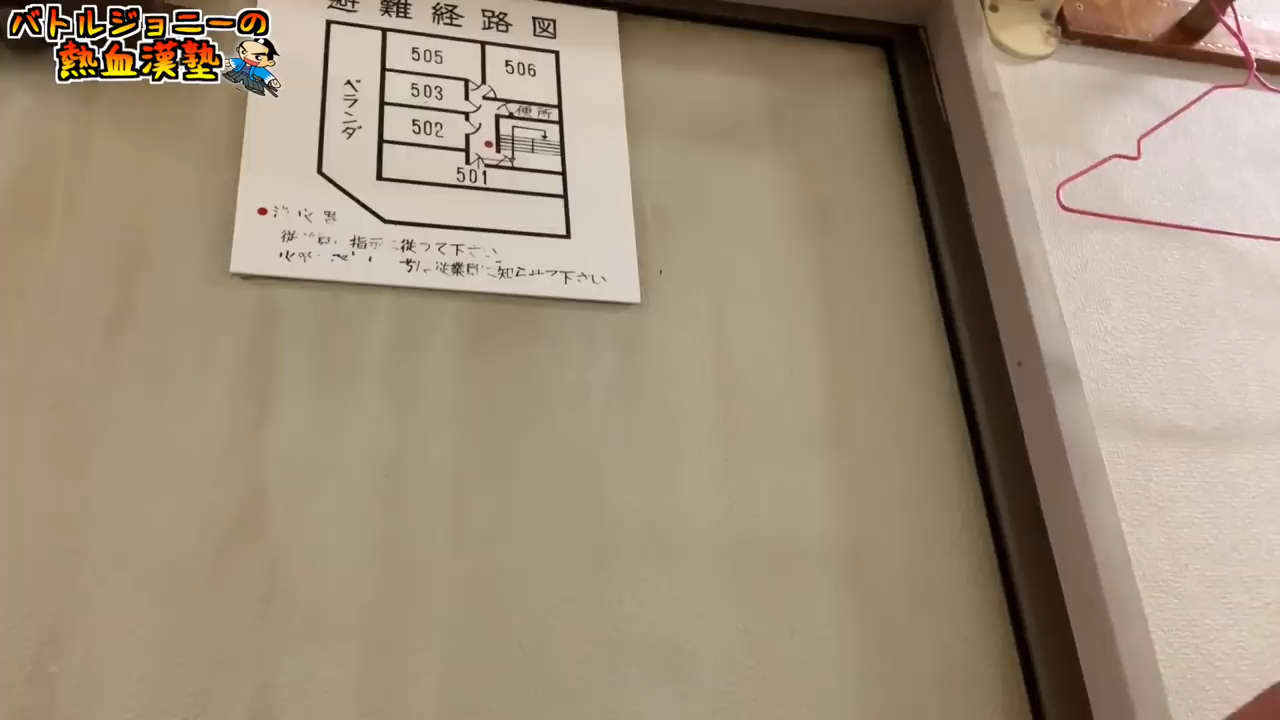 バトルジョニーの
熱血漢塾
避難経路図
505
506
503
便所
ベランダ
502
501
指示に従って下さい
従業員に知らせて下さい